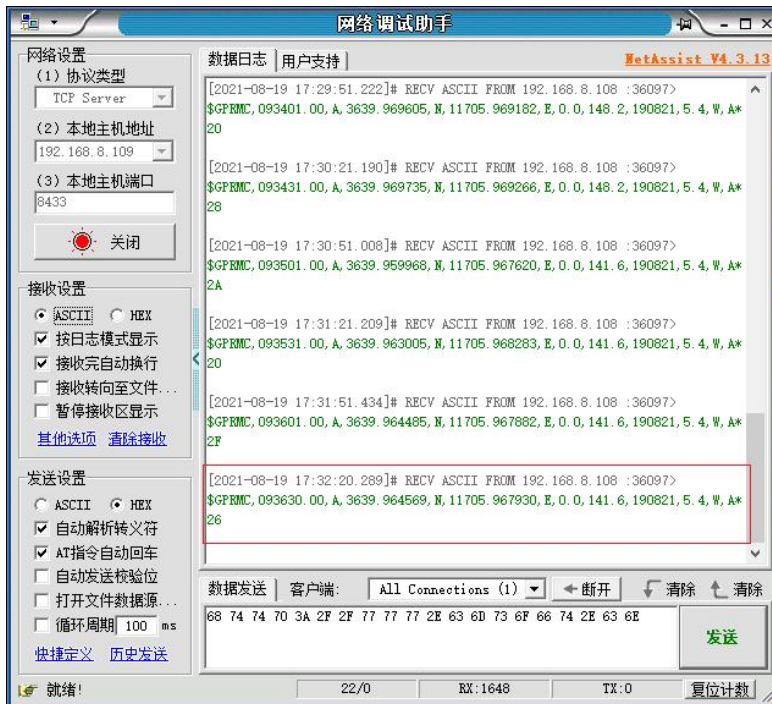 网络调试助手
网络设置
(1) 协议类型
TCP Server
(2) 本地主机地址
192.168.8.109
(3) 本地主机端口
8433
关闭
接收设置
ASCII HEX
按日志模式显示
接收完自动换行
接收转向至文件...
暂停接收区显示
其他选项 清除接收
发送设置
ASCII HEX
自动解析转义符
AT指令自动回车
自动发送校验位
打开文件数据源...
循环周期 100 ms
快捷定义 历史发送
数据日志 用户支持 NetAssist V4.3.13
[2021-08-19 17:29:51.222]# RECV ASCII FROM 192.168.8.108 :36097>
$GPRMC,093401.00,A,3639.969605,N,11705.969182,E,0.0,148.2,190821,5.4,W,A*
20
[2021-08-19 17:30:21.190]# RECV ASCII FROM 192.168.8.108 :36097>
$GPRMC,093431.00,A,3639.969735,N,11705.969266,E,0.0,148.2,190821,5.4,W,A*
28
[2021-08-19 17:30:51.008]# RECV ASCII FROM 192.168.8.108 :36097>
$GPRMC,093501.00,A,3639.959968,N,11705.967620,E,0.0,141.6,190821,5.4,W,A*
2A
[2021-08-19 17:31:21.209]# RECV ASCII FROM 192.168.8.108 :36097>
$GPRMC,093531.00,A,3639.963005,N,11705.968283,E,0.0,141.6,190821,5.4,W,A*
20
[2021-08-19 17:31:51.434]# RECV ASCII FROM 192.168.8.108 :36097>
$GPRMC,093601.00,A,3639.964485,N,11705.967882,E,0.0,141.6,190821,5.4,W,A*
2F
[2021-08-19 17:32:20.289]# RECV ASCII FROM 192.168.8.108 :36097>
$GPRMC,093630.00,A,3639.964569,N,11705.967930,E,0.0,141.6,190821,5.4,W,A*
26
数据发送 客户端: All Connections (1) 断开 清除 清除
68 74 74 70 3A 2F 2F 77 77 77 2E 63 6D 73 6F 66 74 2E 63 6E
发送
就绪! 22/0 RX:1648 TX:0 复位计数